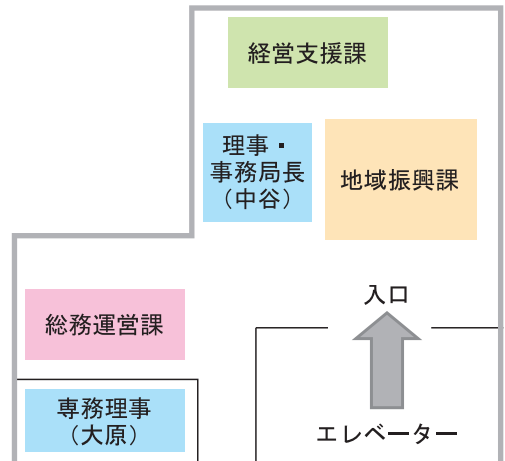 経営支援課
理事・
事務局長
（中谷）
地域振興課
入口
総務運営課
専務理事
（大原）
エレベーター